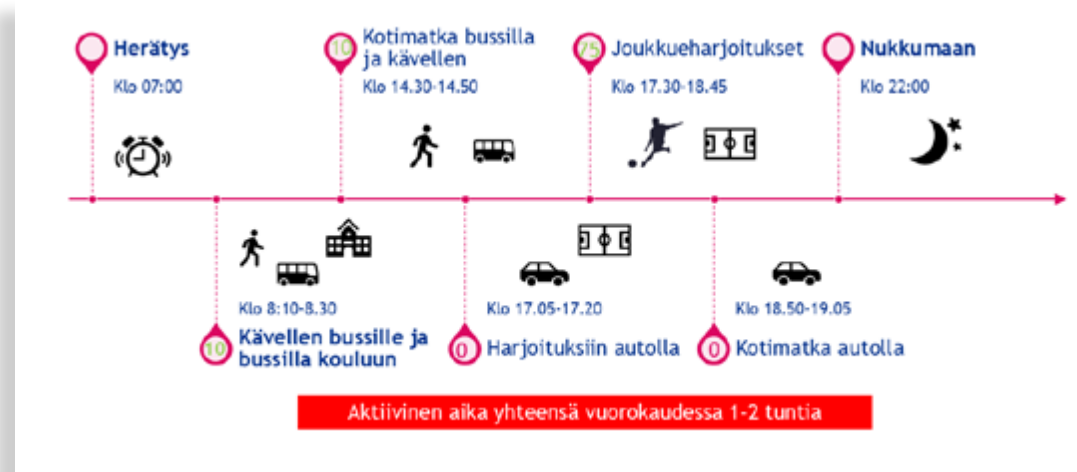 Herätys
Klo 07:00
10
Kotimatka bussilla
ja kävellen
Klo 14.30-14.50
75
Joukkueharjoitukset
Klo 17.30-18.45
Nukkumaan
Klo 22:00
Klo 8:10-8.30
10
Kävellen bussille ja
bussilla kouluun
Klo 17.05-17.20
0
Harjoituksiin autolla
Klo 18.50-19.05
0
Kotimatka autolla
Aktiivinen aika yhteensä vuorokaudessa 1-2 tuntia